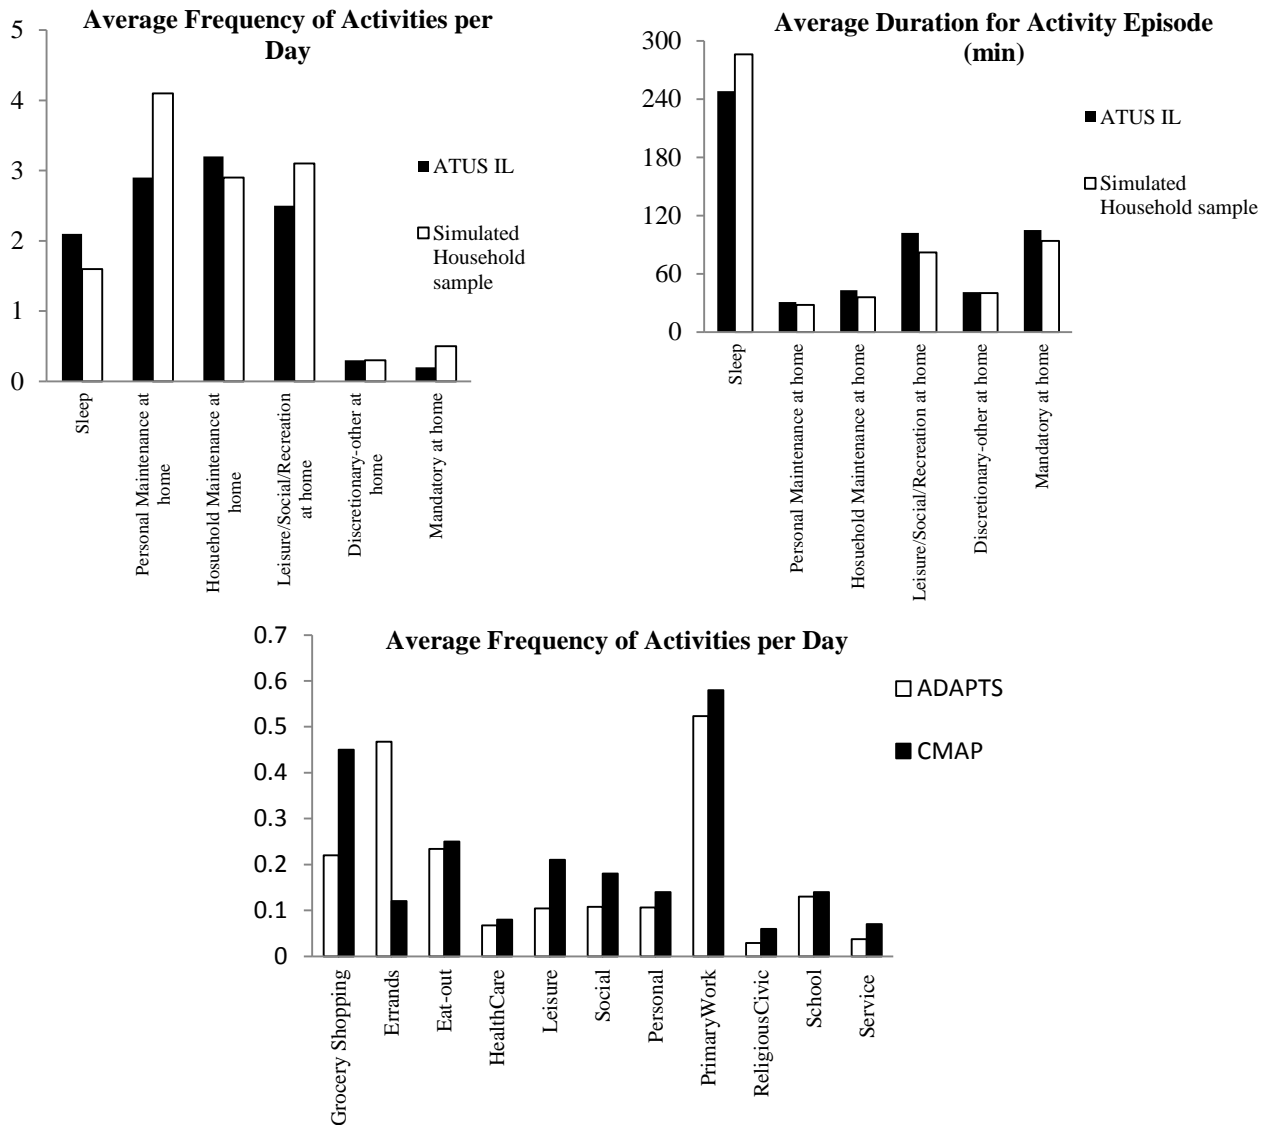 Average Frequency of Activities per
Day
5
4
3
2
1
0
ATUS IL
Simulated
Household
sample
Sleep
Personal Maintenance at
home
Hosuehold Maintenance at
home
Leisure/Social/Recreation
at home
Discretionary-other at
home
Mandatory at home
Average Duration for Activity Episode
(min)
300
240
180
120
60
0
ATUS IL
Simulated
Household sample
Sleep
Personal Maintenance at home
Hosuehold Maintenance at home
Leisure/Social/Recreation at home
Discretionary-other at home
Mandatory at home
Average Frequency of Activities per Day
0.7
0.6
0.5
0.4
0.3
0.2
0.1
0
ADAPTS
CMAP
Grocery Shopping
Errands
Eat-out
HealthCare
Leisure
Social
Personal
PrimaryWork
ReligiousCivic
School
Service